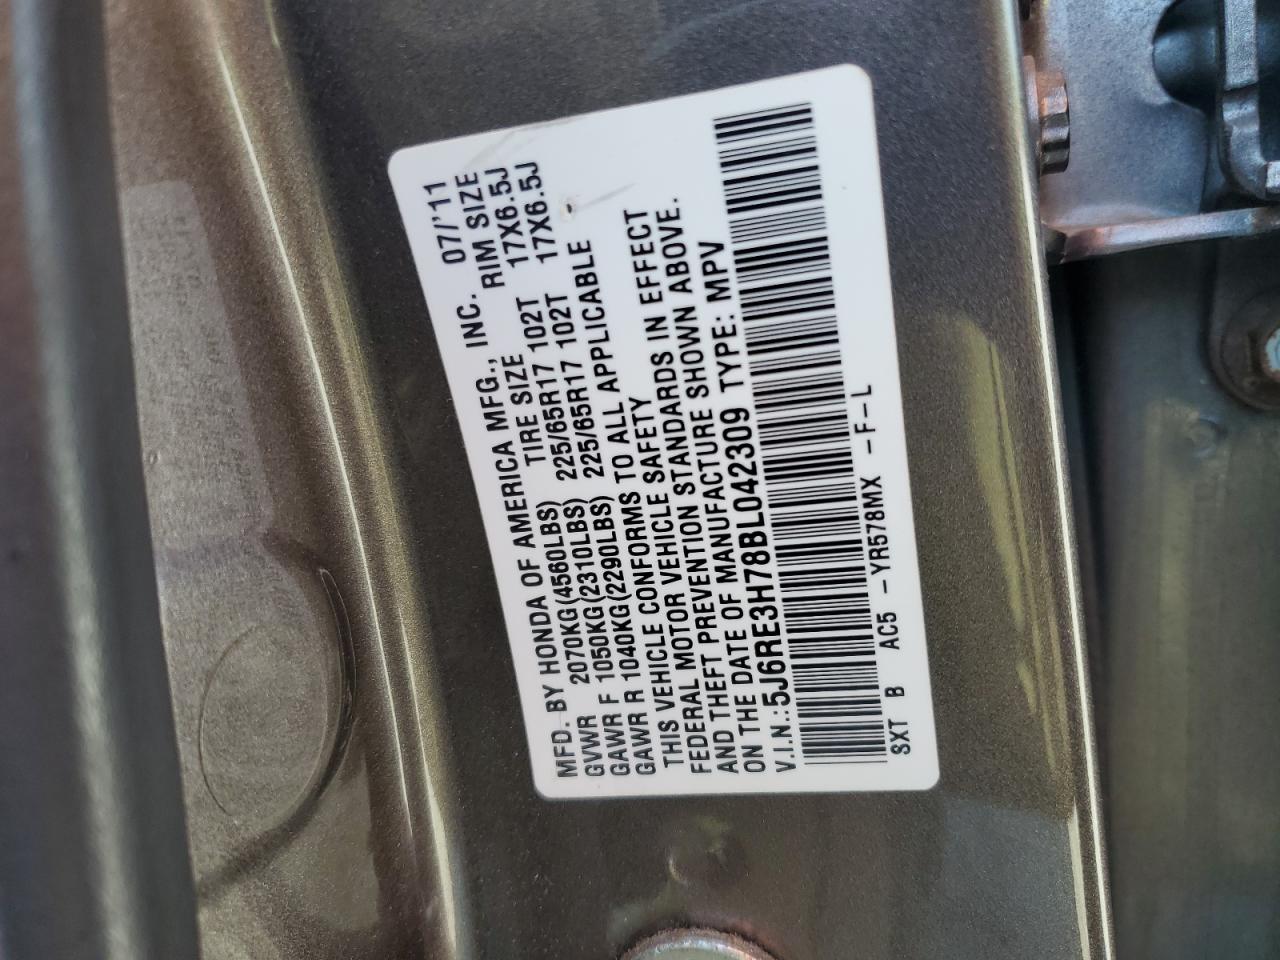 MFD. BY HONDA OF AMERICA MFG., INC. 07/'11
GVWR 2070KG(4560LBS) TIRE SIZE RIM SIZE
GAWR F 1050KG(2310LBS) 225/65R17 102T 17X6.5J
GAWR R 1040KG(2290LBS) 225/65R17 102T 17X6.5J
THIS VEHICLE CONFORMS TO ALL APPLICABLE
FEDERAL MOTOR VEHICLE SAFETY
AND THEFT PREVENTION STANDARDS IN EFFECT
ON THE DATE OF MANUFACTURE SHOWN ABOVE.
V.I.N.: 5J6RE3H78BL042309 TYPE: MPV
SXT B AC5 -YR578MX -F-L